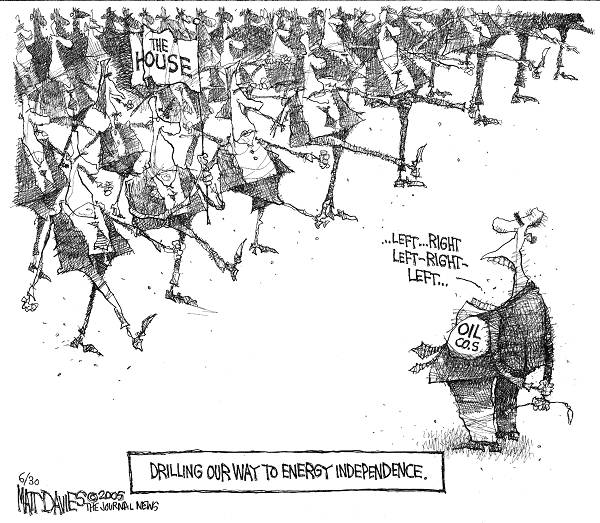 THE
HOUSE
...LEFT...RIGHT
LEFT-RIGHT-
LEFT...
OIL
CO.S
DRILLING OUR WAY TO ENERGY INDEPENDENCE.
6/30
MATT DAVIES ©2005
THE JOURNAL NEWS